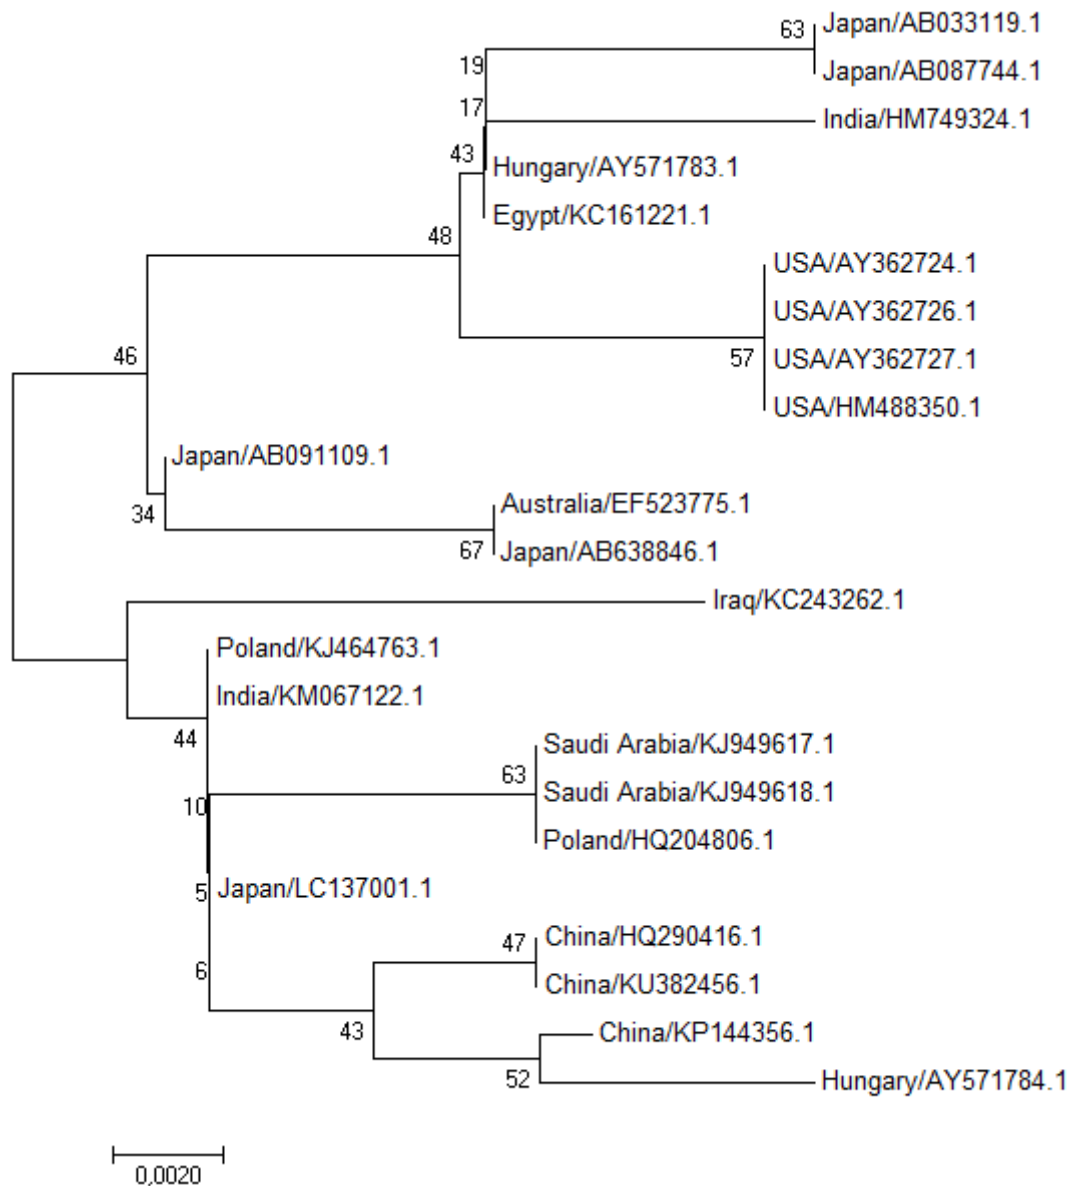 63
Japan/AB033119.1
19
Japan/AB087744.1
17
India/HM749324.1
43
Hungary/AY571783.1
Egypt/KC161221.1
48
USA/AY362724.1
USA/AY362726.1
46
57
USA/AY362727.1
USA/HM488350.1
Japan/AB091109.1
34
Australia/EF523775.1
67
Japan/AB638846.1
Iraq/KC243262.1
Poland/KJ464763.1
India/KM067122.1
44
Saudi Arabia/KJ949617.1
63
Saudi Arabia/KJ949618.1
10
Poland/HQ204806.1
5
Japan/LC137001.1
47
China/HQ290416.1
6
China/KU382456.1
43
China/KP144356.1
52
Hungary/AY571784.1
0,0020